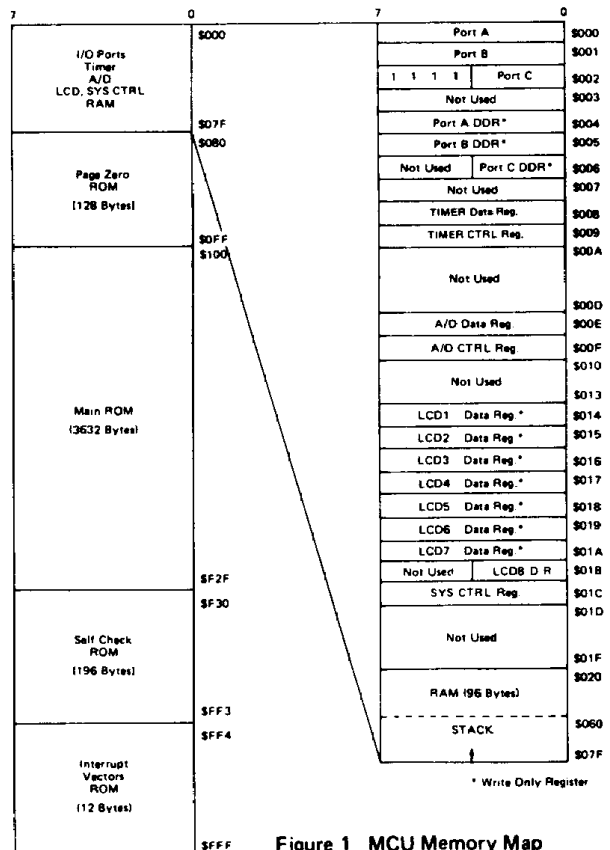 7 0
$000
I/O Ports
Timer
A/D
LCD, SYS CTRL
RAM
$07F
$080
Page Zero
ROM
(128 Bytes)
$0FF
$100
Main ROM
(3632 Bytes)
$F2F
$F30
Self Check
ROM
(196 Bytes)
$FF3
$FF4
Interrupt
Vectors
ROM
(12 Bytes)
$FFF
7 0
Port A $000
Port B $001
1 1 1 1 Port C $002
Not Used $003
Port A DDR* $004
Port B DDR* $005
Not Used Port C DDR* $006
Not Used $007
TIMER Data Reg. $008
TIMER CTRL Reg. $009
$00A
Not Used
$00D
A/D Data Reg. $00E
A/D CTRL Reg. $00F
$010
Not Used
$013
LCD1 Data Reg.* $014
LCD2 Data Reg.* $015
LCD3 Data Reg.* $016
LCD4 Data Reg.* $017
LCD5 Data Reg.* $018
LCD6 Data Reg.* $019
LCD7 Data Reg.* $01A
Not Used LCD8 D R $01B
SYS CTRL Reg. $01C
$01D
Not Used
$01F
$020
RAM (96 Bytes)
$060
STACK
$07F
* Write Only Register
Figure 1 MCU Memory Map